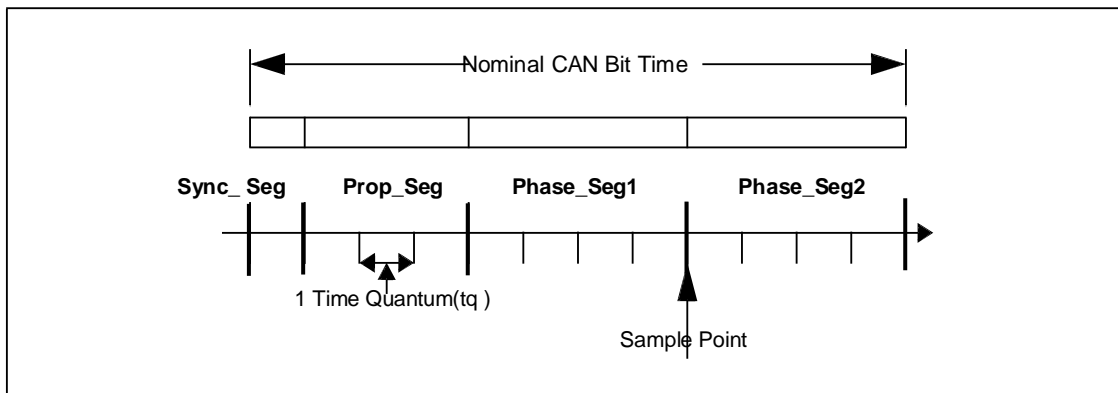 Nominal CAN Bit Time
Sync_ Seg Prop_Seg Phase_Seg1 Phase_Seg2
1 Time Quantum(tq )
Sample Point